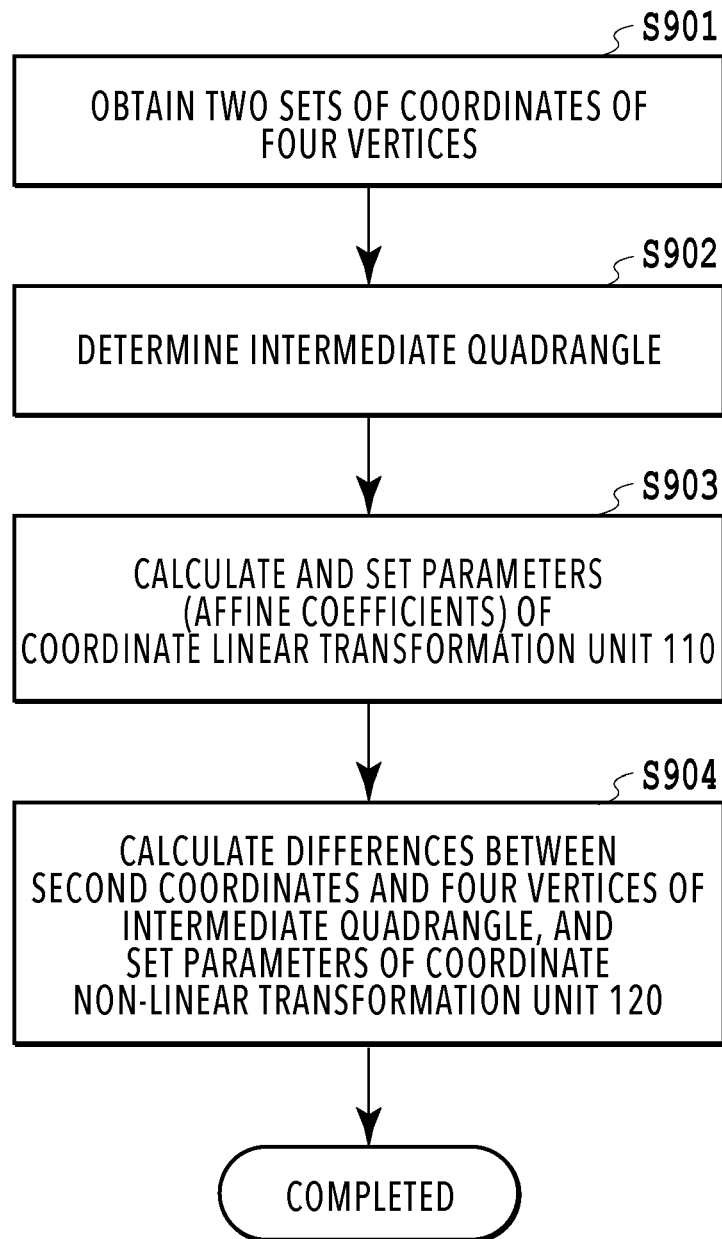 S901
OBTAIN TWO SETS OF COORDINATES OF
FOUR VERTICES
S902
DETERMINE INTERMEDIATE QUADRANGLE
S903
CALCULATE AND SET PARAMETERS
(AFFINE COEFFICIENTS) OF
COORDINATE LINEAR TRANSFORMATION UNIT 110
S904
CALCULATE DIFFERENCES BETWEEN
SECOND COORDINATES AND FOUR VERTICES OF
INTERMEDIATE QUADRANGLE, AND
SET PARAMETERS OF COORDINATE
NON-LINEAR TRANSFORMATION UNIT 120
COMPLETED